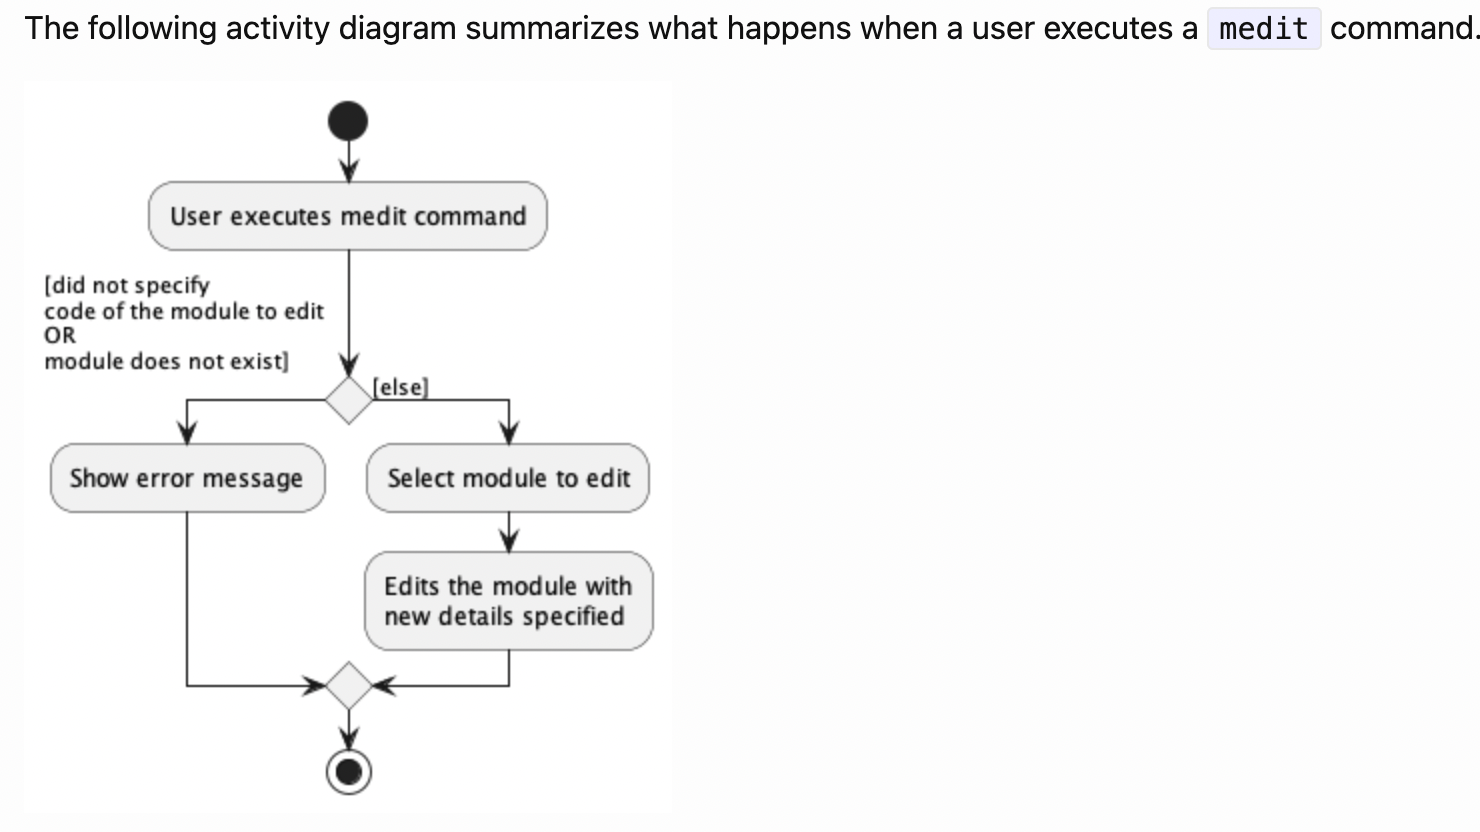 The following activity diagram summarizes what happens when a user executes a medit command.
User executes medit command
[did not specify
code of the module to edit
OR
module does not exist]
[else]
Show error message
Select module to edit
Edits the module with
new details specified